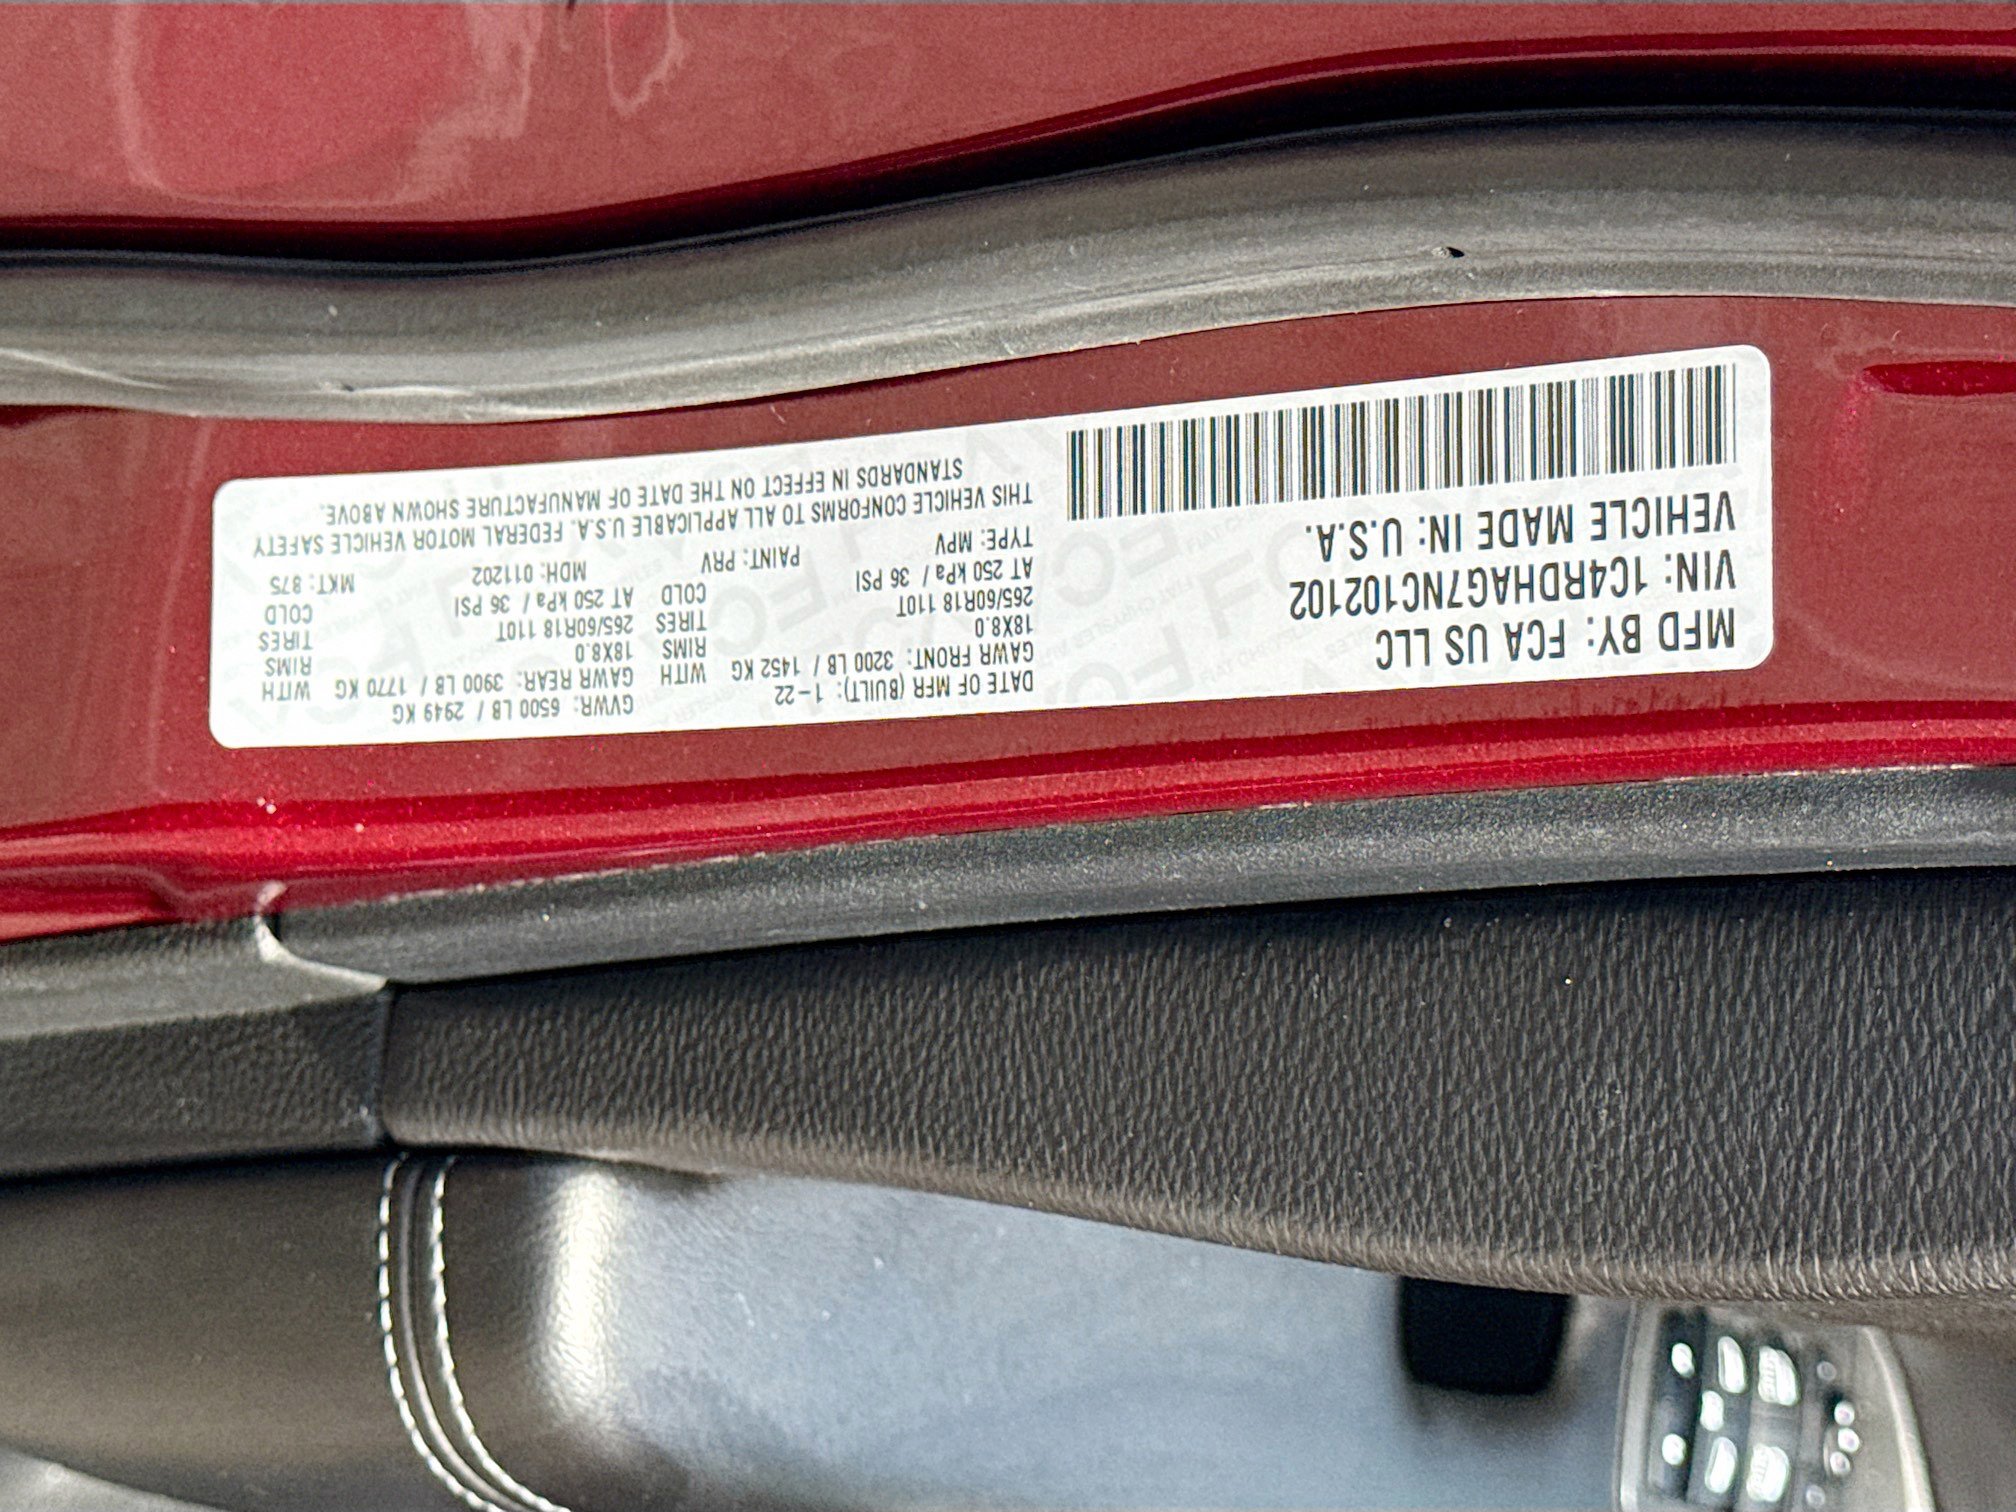 MFD BY: FCA US LLC
VIN: 1C4RDHAG7NC102102
VEHICLE MADE IN: U.S.A.
DATE OF MFR (BUILT): 1-22
GVWR: 6500 LB / 2949 KG
GAWR FRONT: 3200 LB / 1452 KG WITH
18X8.0 RIMS
265/60R18 110T TIRES
AT 250 kPa / 36 PSI COLD
GAWR REAR: 3900 LB / 1770 KG WITH
18X8.0 RIMS
265/60R18 110T TIRES
AT 250 kPa / 36 PSI COLD
TYPE: MPV PAINT: PRV MDH: 011202 MKT: 875
THIS VEHICLE CONFORMS TO ALL APPLICABLE U.S.A. FEDERAL MOTOR VEHICLE SAFETY
STANDARDS IN EFFECT ON THE DATE OF MANUFACTURE SHOWN ABOVE.